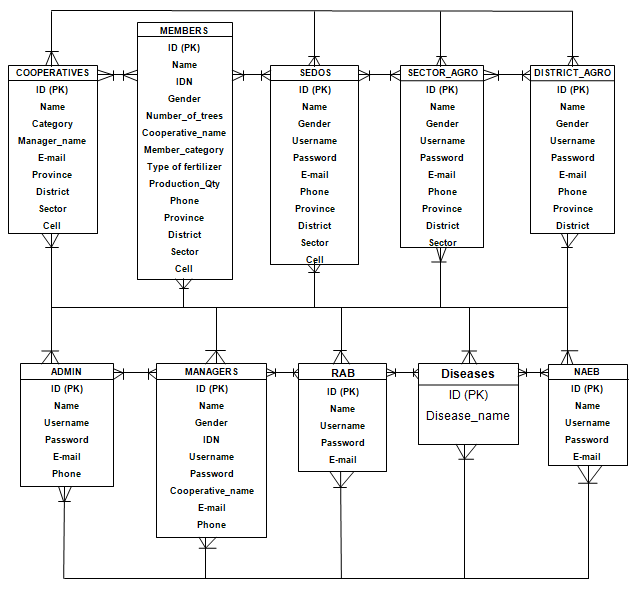 COOPERATIVES
ID (PK)
Name
Category
Manager_name
E-mail
Province
District
Sector
Cell
MEMBERS
ID (PK)
Name
IDN
Gender
Number_of_trees
Cooperative_name
Member_category
Type of fertilizer
Production_Qty
Phone
Province
District
Sector
Cell
SEDOS
ID (PK)
Name
Gender
Username
Password
E-mail
Phone
Province
District
Sector
Cell
SECTOR_AGRO
ID (PK)
Name
Gender
Username
Password
E-mail
Phone
Province
District
Sector
DISTRICT_AGRO
ID (PK)
Name
Gender
Username
Password
E-mail
Phone
Province
District
ADMIN
ID (PK)
Name
Username
Password
E-mail
Phone
MANAGERS
ID (PK)
Name
Gender
IDN
Username
Password
Cooperative_name
E-mail
Phone
RAB
ID (PK)
Name
Username
Password
E-mail
Diseases
ID (PK)
Disease_name
NAEB
ID (PK)
Name
Username
Password
E-mail